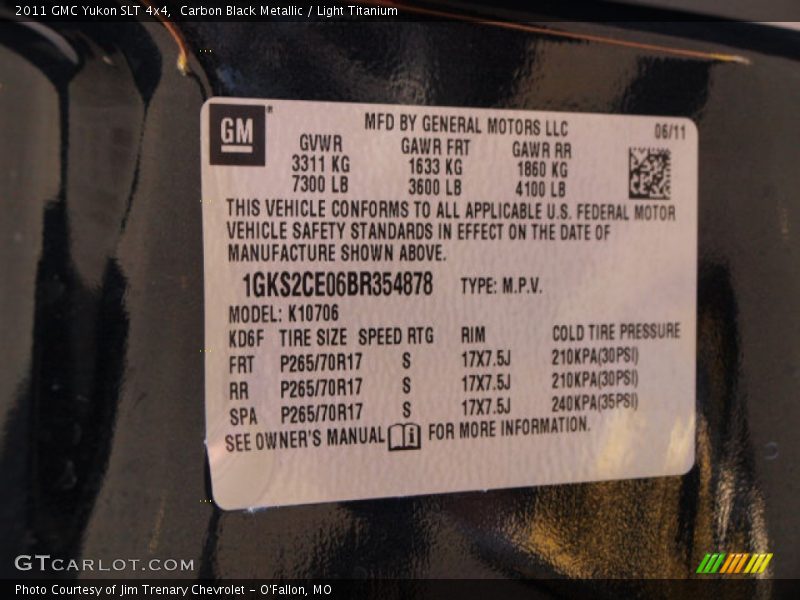 2011 GMC Yukon SLT 4x4, Carbon Black Metallic / Light Titanium
GM
MFD BY GENERAL MOTORS LLC 06/11
GVWR GAWR FRT GAWR RR
3311 KG 1633 KG 1860 KG
7300 LB 3600 LB 4100 LB
THIS VEHICLE CONFORMS TO ALL APPLICABLE U.S. FEDERAL MOTOR
VEHICLE SAFETY STANDARDS IN EFFECT ON THE DATE OF
MANUFACTURE SHOWN ABOVE.
1GKS2CE06BR354878 TYPE: M.P.V.
MODEL: K10706
KD6F TIRE SIZE SPEED RTG RIM COLD TIRE PRESSURE
FRT P265/70R17 S 17X7.5J 210KPA(30PSI)
RR P265/70R17 S 17X7.5J 210KPA(30PSI)
SPA P265/70R17 S 17X7.5J 240KPA(35PSI)
SEE OWNER'S MANUAL i FOR MORE INFORMATION.
GTCARLOT.COM
Photo Courtesy of Jim Trenary Chevrolet - O'Fallon, MO